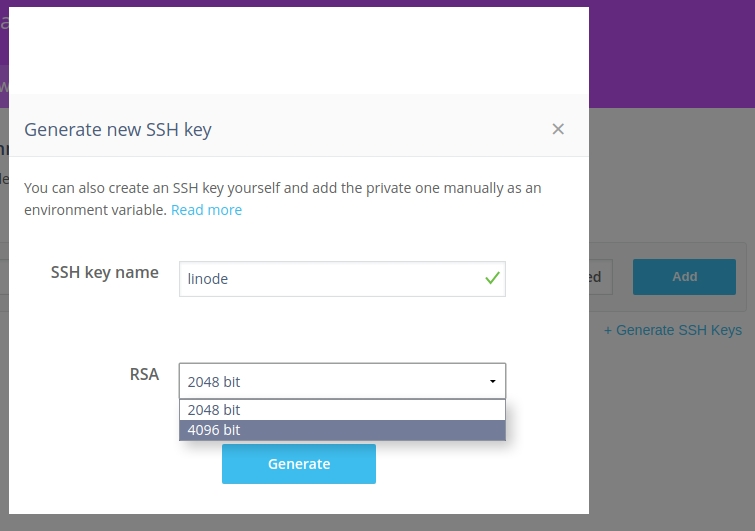 Generate new SSH key
You can also create an SSH key yourself and add the private one manually as an
environment variable. Read more
SSH key name
linode
Add
+ Generate SSH Keys
RSA
2048 bit
2048 bit
4096 bit
Generate